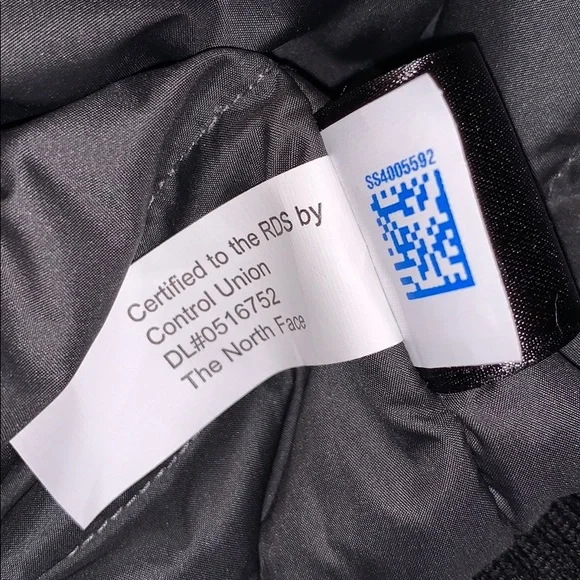 SS4005592
Certified to the RDS by
Control Union
DL#0516752
The North Face